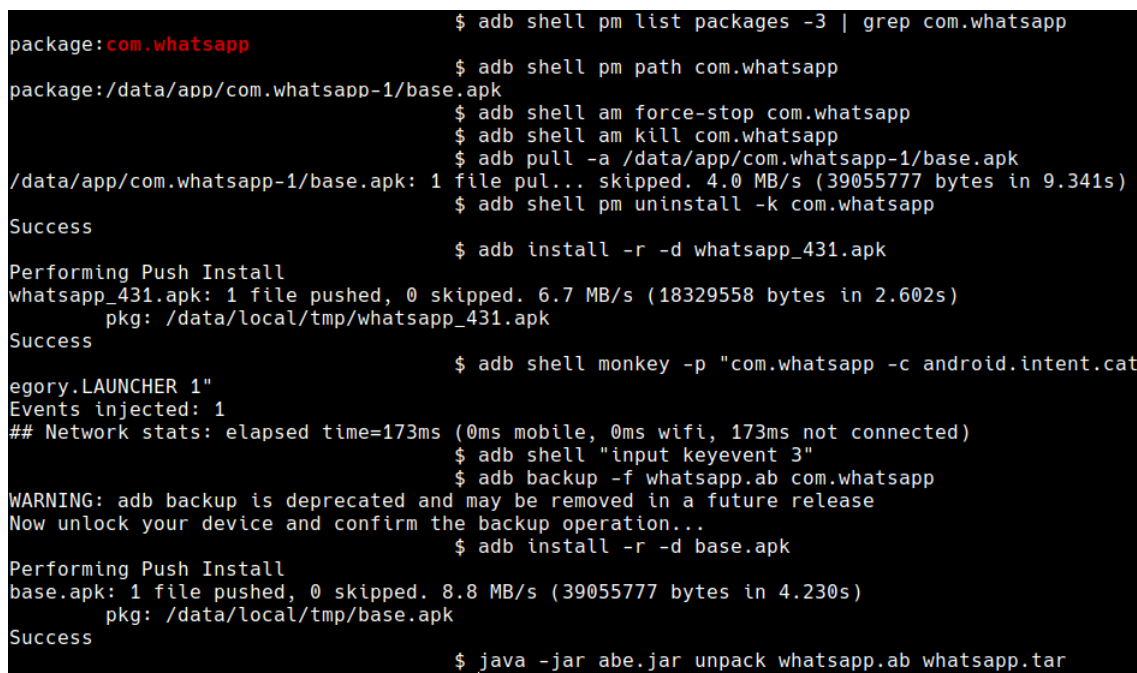 $ adb shell pm list packages -3 | grep com.whatsapp
package:com.whatsapp
$ adb shell pm path com.whatsapp
package:/data/app/com.whatsapp-1/base.apk
$ adb shell am force-stop com.whatsapp
$ adb shell am kill com.whatsapp
$ adb pull -a /data/app/com.whatsapp-1/base.apk
/data/app/com.whatsapp-1/base.apk: 1 file pul... skipped. 4.0 MB/s (39055777 bytes in 9.341s)
$ adb shell pm uninstall -k com.whatsapp
Success
$ adb install -r -d whatsapp_431.apk
Performing Push Install
whatsapp_431.apk: 1 file pushed, 0 skipped. 6.7 MB/s (18329558 bytes in 2.602s)
pkg: /data/local/tmp/whatsapp_431.apk
Success
$ adb shell monkey -p "com.whatsapp -c android.intent.cat
egory.LAUNCHER 1"
Events injected: 1
## Network stats: elapsed time=173ms (0ms mobile, 0ms wifi, 173ms not connected)
$ adb shell "input keyevent 3"
$ adb backup -f whatsapp.ab com.whatsapp
WARNING: adb backup is deprecated and may be removed in a future release
Now unlock your device and confirm the backup operation...
$ adb install -r -d base.apk
Performing Push Install
base.apk: 1 file pushed, 0 skipped. 8.8 MB/s (39055777 bytes in 4.230s)
pkg: /data/local/tmp/base.apk
Success
$ java -jar abe.jar unpack whatsapp.ab whatsapp.tar